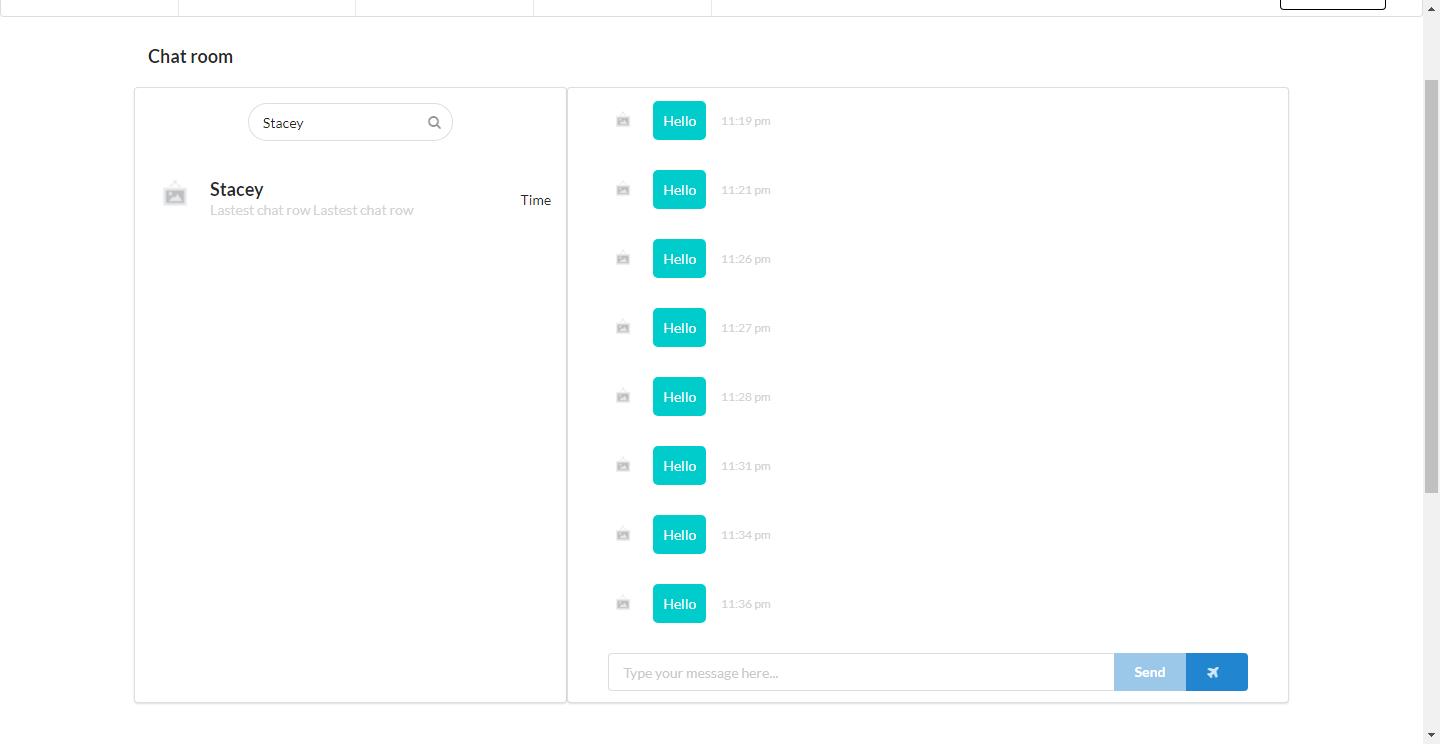 Chat room
Stacey
Stacey
Lastest chat row Lastest chat row
Time
Hello 11:19 pm
Hello 11:21 pm
Hello 11:26 pm
Hello 11:27 pm
Hello 11:28 pm
Hello 11:31 pm
Hello 11:34 pm
Hello 11:36 pm
Type your message here... Send